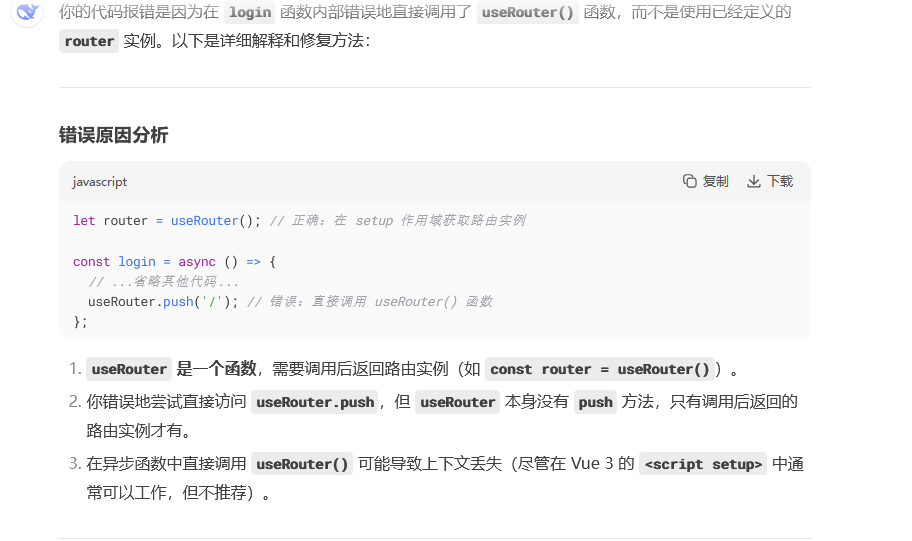 你的代码报错是因为在 login 函数内部错误地直接调用了 useRouter() 函数，而不是使用已经定义的
router 实例。以下是详细解释和修复方法：
错误原因分析
javascript 复制 下载
let router = useRouter(); // 正确：在 setup 作用域获取路由实例
const login = async () => {
// ...省略其他代码...
useRouter.push('/'); // 错误：直接调用 useRouter() 函数
};
1. useRouter 是一个函数，需要调用后返回路由实例（如 const router = useRouter()）。
2. 你错误地尝试直接访问 useRouter.push，但 useRouter 本身没有 push 方法，只有调用后返回的
路由实例才有。
3. 在异步函数中直接调用 useRouter() 可能导致上下文丢失（尽管在 Vue 3 的 <script setup> 中通
常可以工作，但不推荐）。